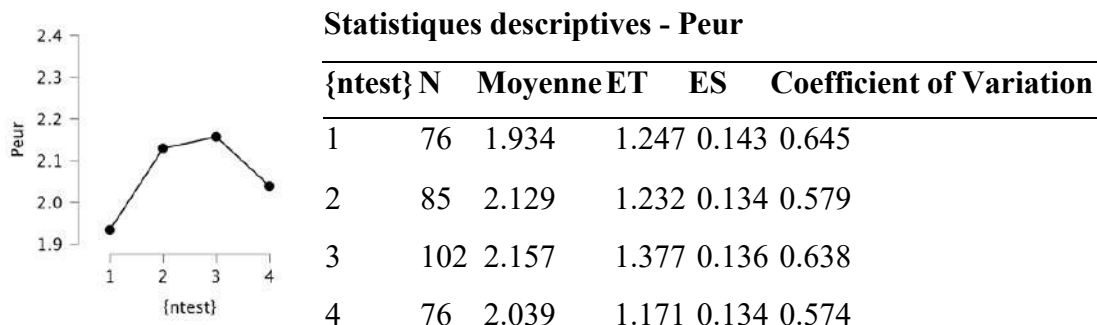 2.4
2.3
2.2
2.1
2.0
1.9
Peur
1 2 3 4
{ntest}
Statistiques descriptives - Peur
{ntest} N Moyenne ET ES Coefficient of Variation
1 76 1.934 1.247 0.143 0.645
2 85 2.129 1.232 0.134 0.579
3 102 2.157 1.377 0.136 0.638
4 76 2.039 1.171 0.134 0.574